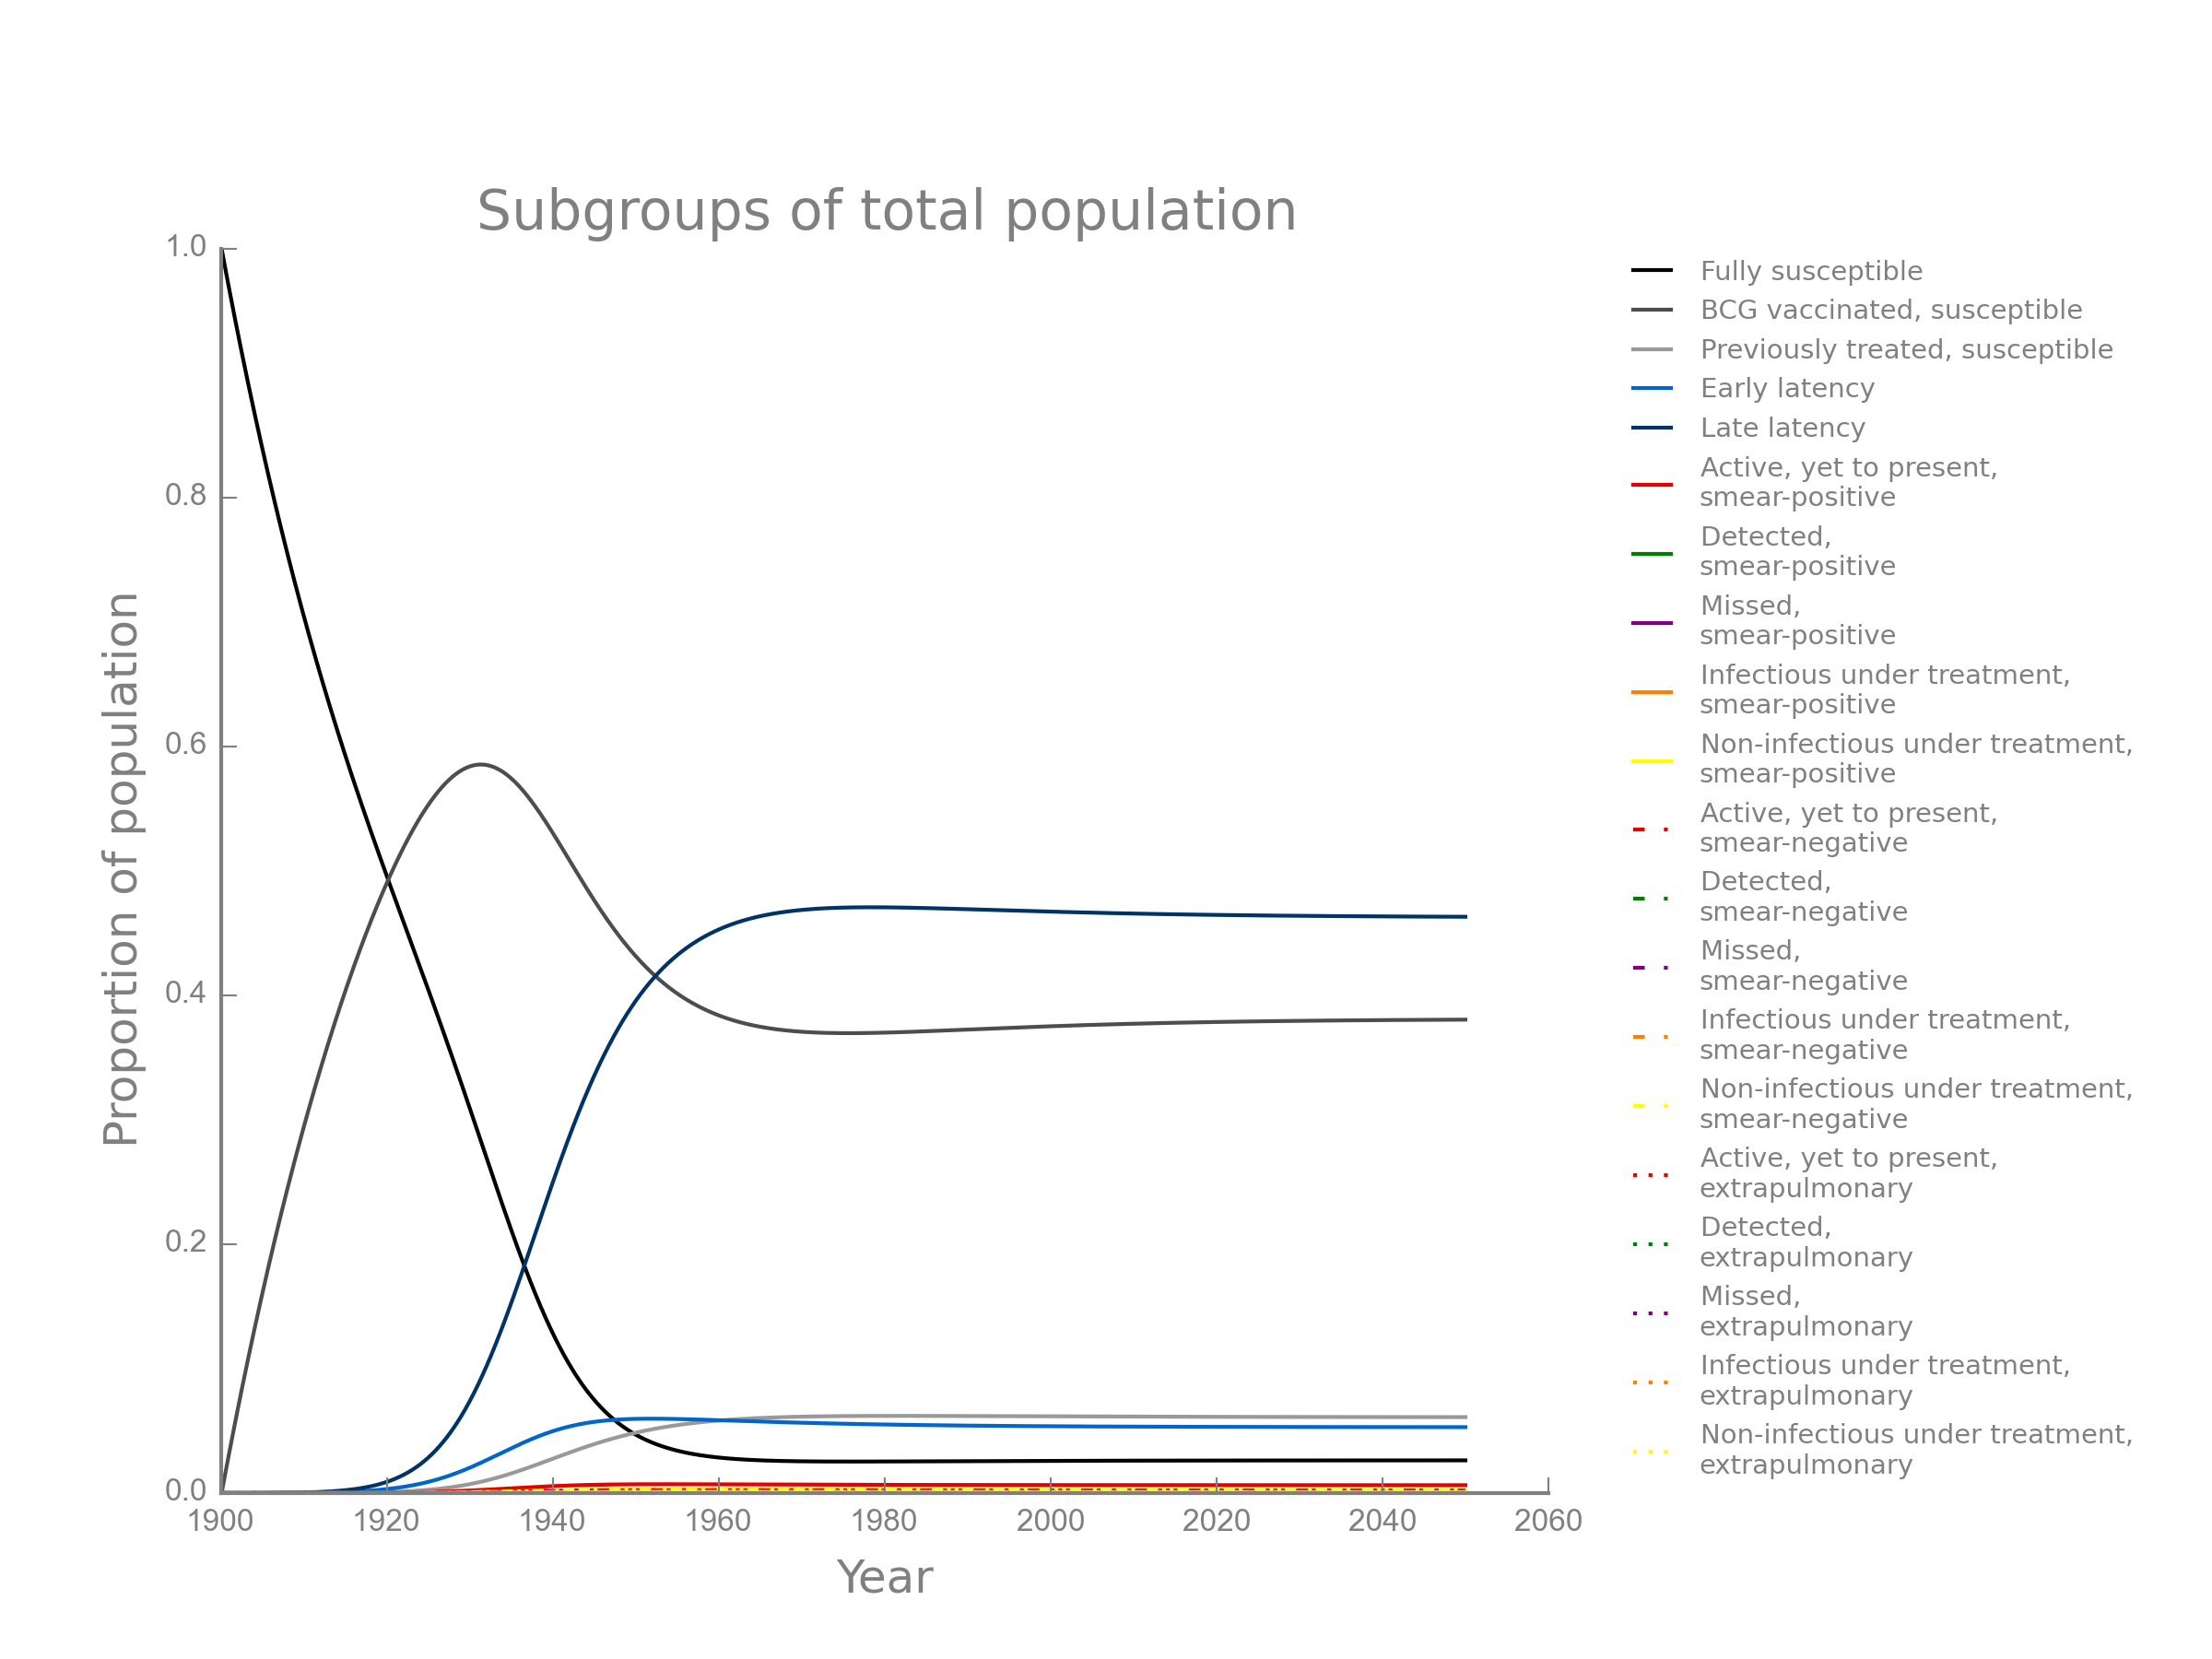 Subgroups of total population
1.0
0.8
0.6
0.4
0.2
0.0
Proportion of population
1900 1920 1940 1960 1980 2000 2020 2040 2060
Year
Fully susceptible
BCG vaccinated, susceptible
Previously treated, susceptible
Early latency
Late latency
Active, yet to present,
smear-positive
Detected,
smear-positive
Missed,
smear-positive
Infectious under treatment,
smear-positive
Non-infectious under treatment,
smear-positive
Active, yet to present,
smear-negative
Detected,
smear-negative
Missed,
smear-negative
Infectious under treatment,
smear-negative
Non-infectious under treatment,
smear-negative
Active, yet to present,
extrapulmonary
Detected,
extrapulmonary
Missed,
extrapulmonary
Infectious under treatment,
extrapulmonary
Non-infectious under treatment,
extrapulmonary